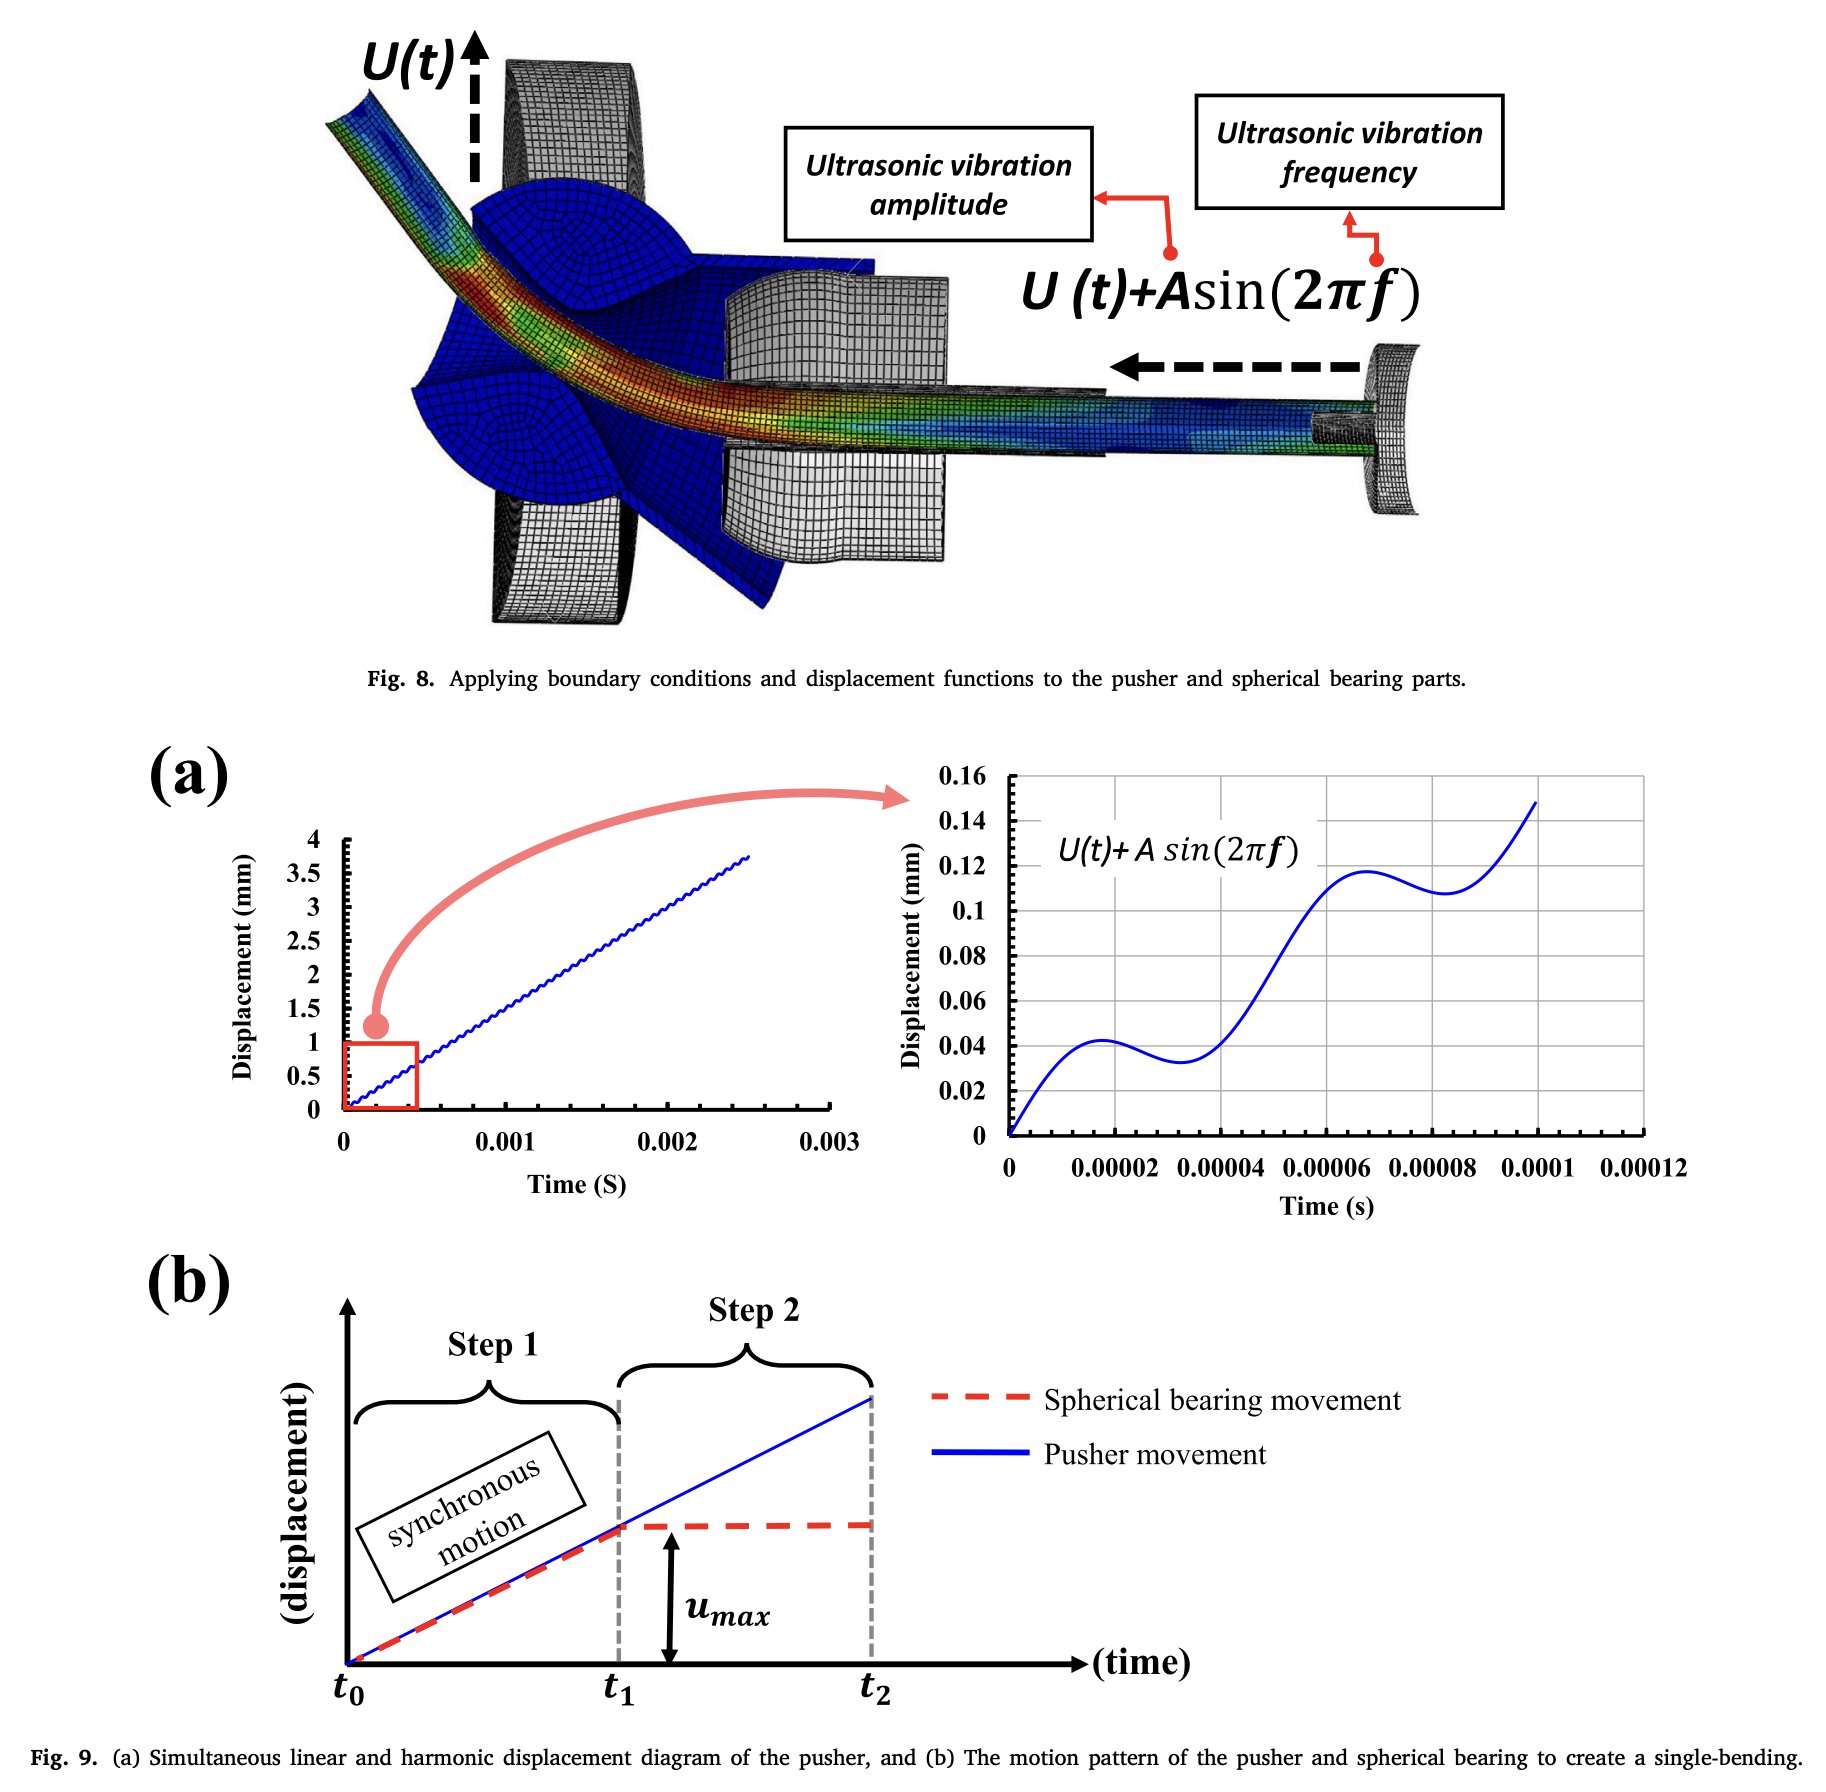 U(t)
Ultrasonic vibration
amplitude
Ultrasonic vibration
frequency
U (t)+Asin(2πf)
Fig. 8. Applying boundary conditions and displacement functions to the pusher and spherical bearing parts.
(a)
Displacement (mm)
4
3.5
3
2.5
2
1.5
1
0.5
0
0 0.001 0.002 0.003
Time (S)
Displacement (mm)
0.16
0.14
0.12
0.1
0.08
0.06
0.04
0.02
0
U(t)+ A sin(2πf)
0 0.00002 0.00004 0.00006 0.00008 0.0001 0.00012
Time (s)
(b)
Step 1
Step 2
(displacement)
synchronous
motion
Spherical bearing movement
Pusher movement
u_max
(time)
t₀ t₁ t₂
Fig. 9. (a) Simultaneous linear and harmonic displacement diagram of the pusher, and (b) The motion pattern of the pusher and spherical bearing to create a single-bending.